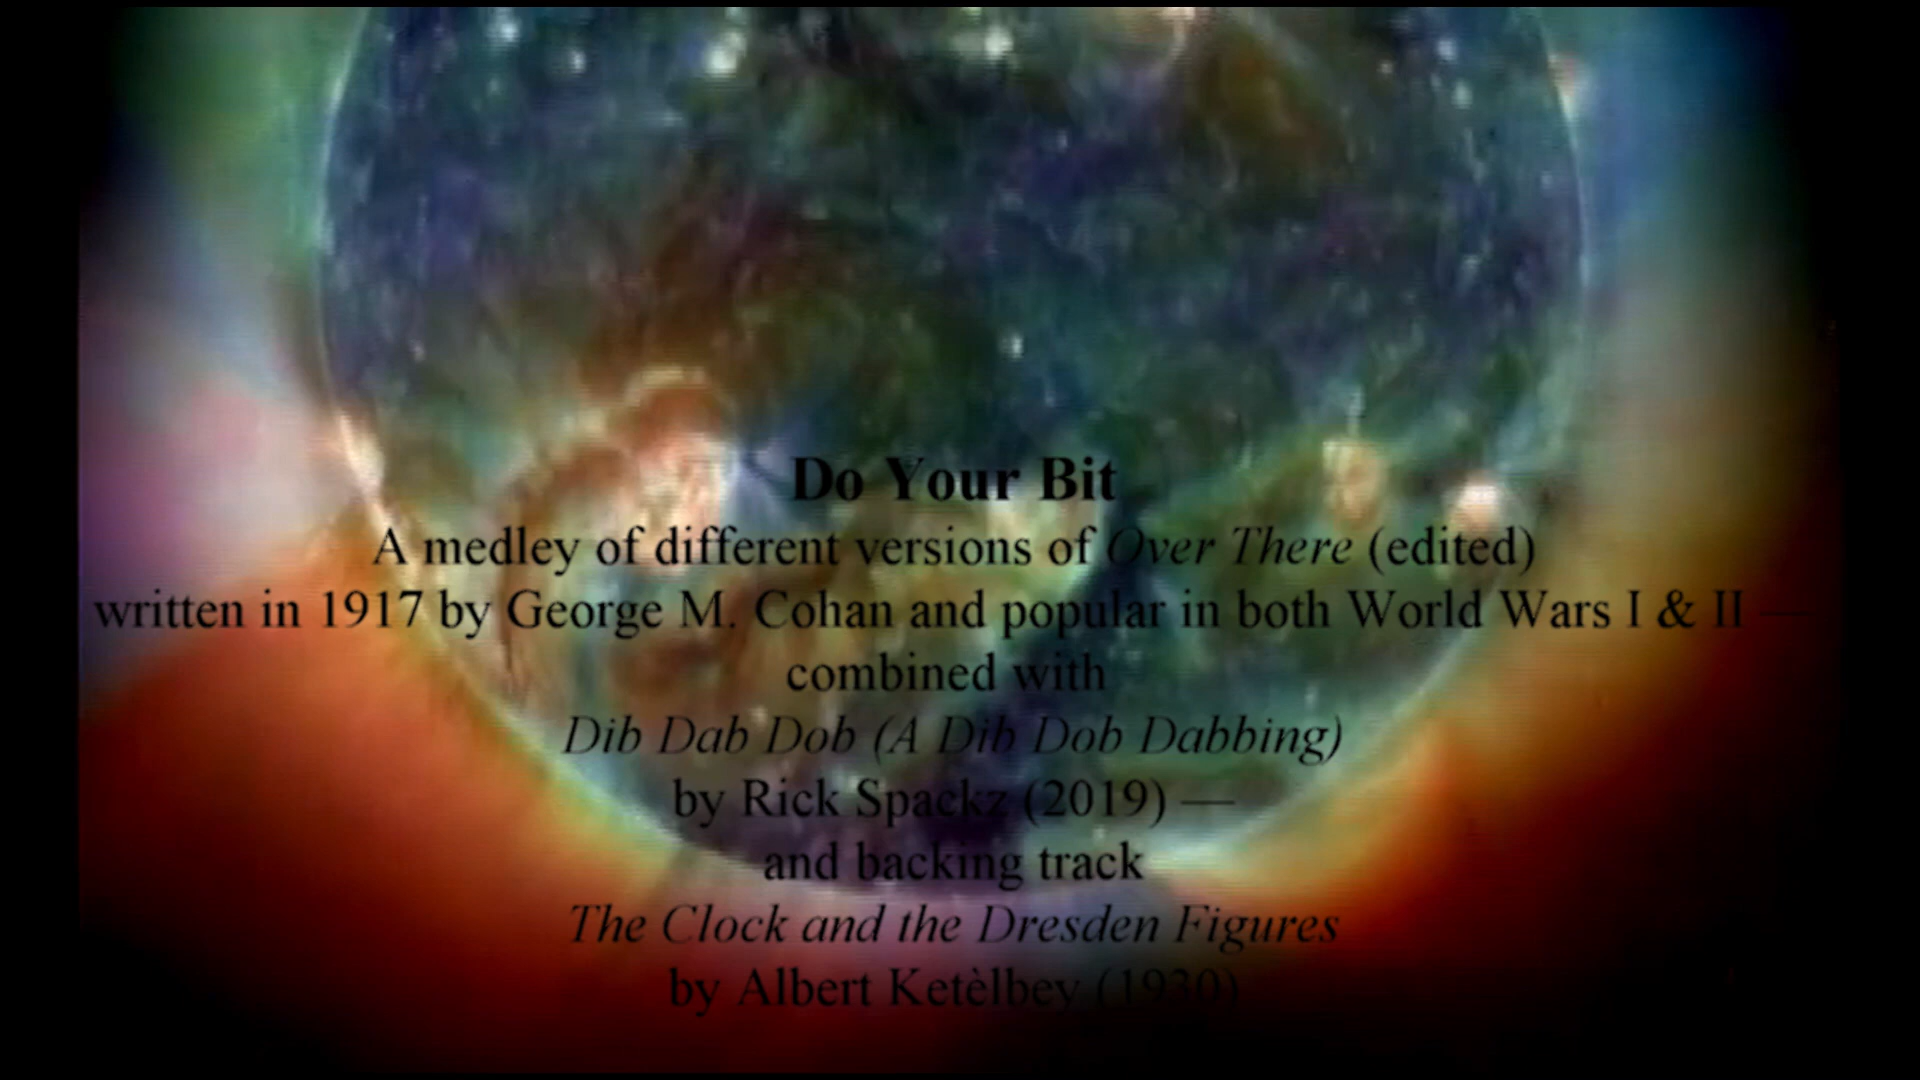 Do Your Bit
A medley of different versions of Over There (edited)
written in 1917 by George M. Cohan and popular in both World Wars I & II —
combined with
Dib Dab Dob (A Dib Dob Dabbing)
by Rick Spackz (2019) —
and backing track
The Clock and the Dresden Figures
by Albert Ketèlbey (1930)